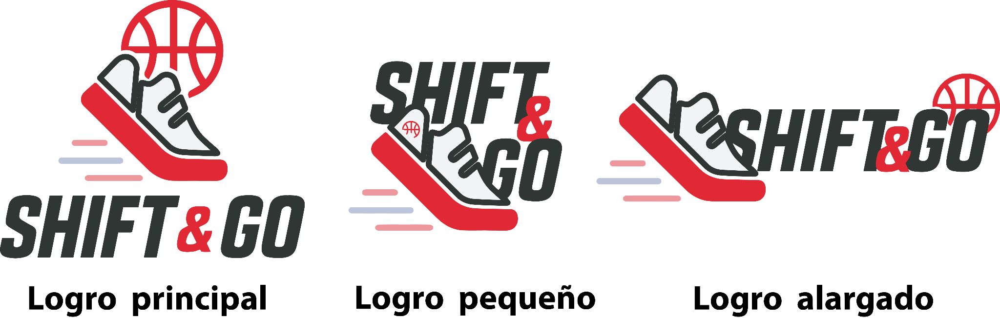 SHIFT & GO
Logro principal
SHIFT
&
GO
Logro pequeño
SHIFT&GO
Logro alargado